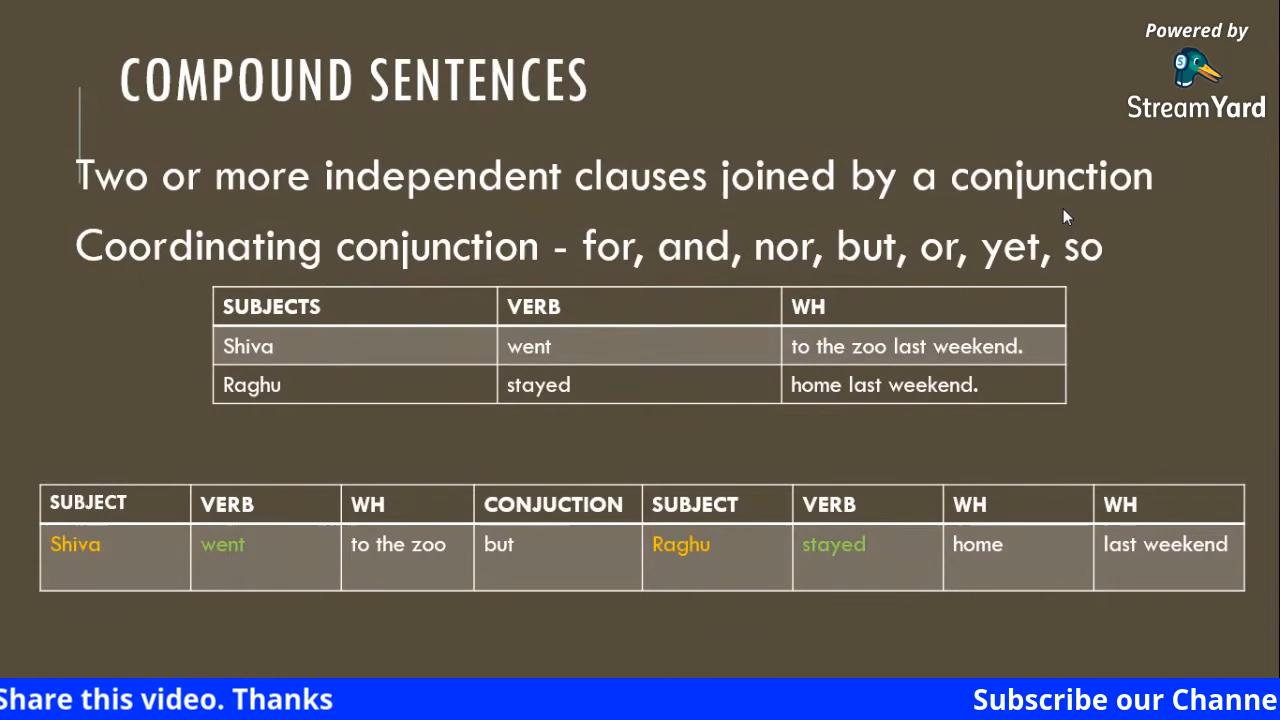 Powered by
StreamYard
COMPOUND SENTENCES
Two or more independent clauses joined by a conjunction
Coordinating conjunction - for, and, nor, but, or, yet, so
SUBJECTS VERB WH
Shiva went to the zoo last weekend.
Raghu stayed home last weekend.
SUBJECT VERB WH CONJUCTION SUBJECT VERB WH WH
Shiva went to the zoo but Raghu stayed home last weekend
Share this video. Thanks Subscribe our Channe